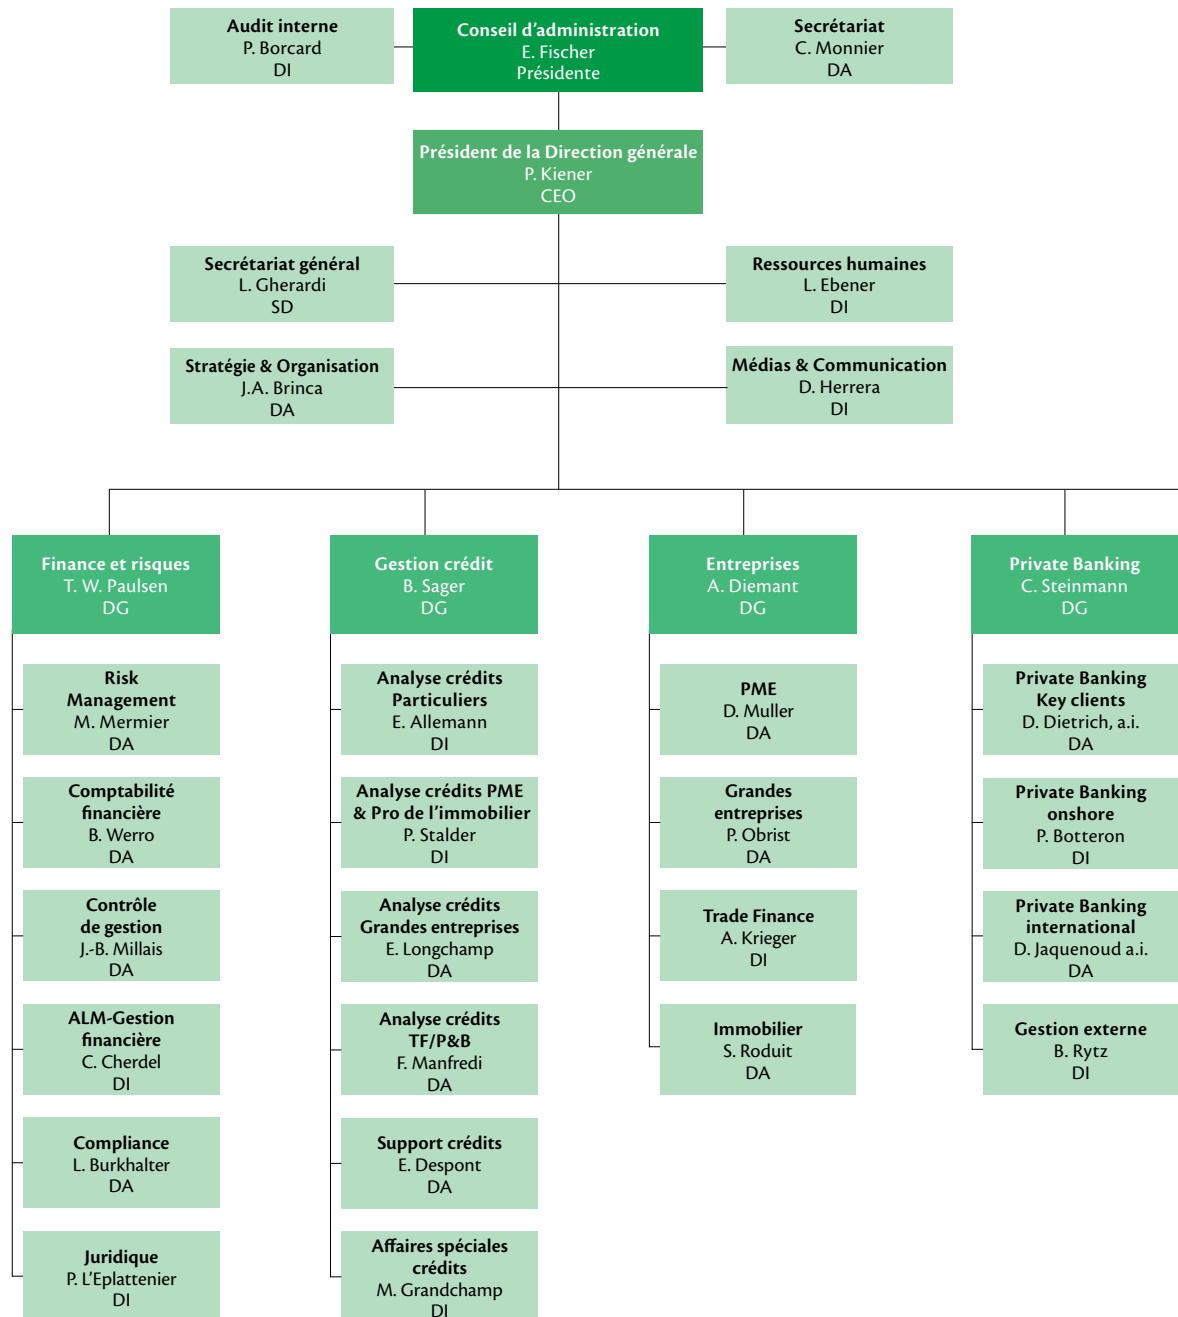 Audit interne
P. Borcard
DI
Conseil d’administration
E. Fischer
Présidente
Secrétariat
C. Monnier
DA
Président de la Direction générale
P. Kiener
CEO
Secrétariat général
L. Gherardi
SD
Ressources humaines
L. Ebener
DI
Stratégie & Organisation
J.A. Brinca
DA
Médias & Communication
D. Herrera
DI
Finance et risques
T. W. Paulsen
DG
Gestion crédit
B. Sager
DG
Entreprises
A. Diemant
DG
Private Banking
C. Steinmann
DG
Risk
Management
M. Mermier
DA
Comptabilité
financière
B. Werro
DA
Contrôle
de gestion
J.-B. Millais
DA
ALM-Gestion
financière
C. Cherdel
DI
Compliance
L. Burkhalter
DA
Juridique
P. L’Eplattenier
DI
Analyse crédits
Particuliers
E. Allemann
DI
Analyse crédits PME
& Pro de l’immobilier
P. Stalder
DI
Analyse crédits
Grandes entreprises
E. Longchamp
DA
Analyse crédits
TF/P&B
F. Manfredi
DA
Support crédits
E. Despont
DA
Affaires spéciales
crédits
M. Grandchamp
DI
PME
D. Muller
DA
Grandes
entreprises
P. Obrist
DA
Trade Finance
A. Krieger
DI
Immobilier
S. Roduit
DA
Private Banking
Key clients
D. Dietrich, a.i.
DA
Private Banking
onshore
P. Botteron
DI
Private Banking
international
D. Jaquenoud a.i.
DA
Gestion externe
B. Rytz
DI